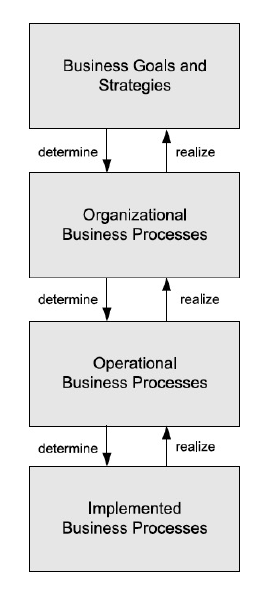 Business Goals and
Strategies
determine
realize
Organizational
Business Processes
determine
realize
Operational
Business Processes
determine
realize
Implemented
Business Processes